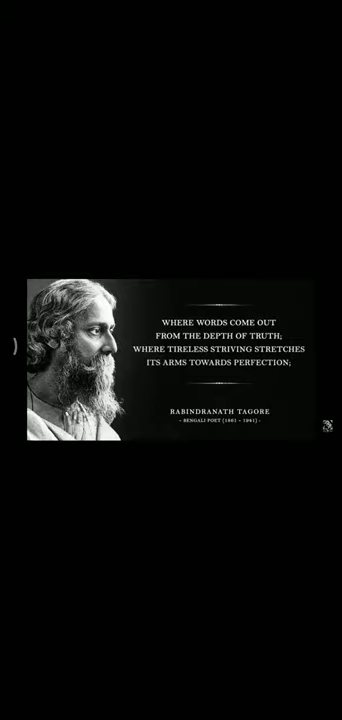 WHERE WORDS COME OUT
FROM THE DEPTH OF TRUTH;
WHERE TIRELESS STRIVING STRETCHES
ITS ARMS TOWARDS PERFECTION;
RABINDRANATH TAGORE
- BENGALI POET (1861 - 1941) -